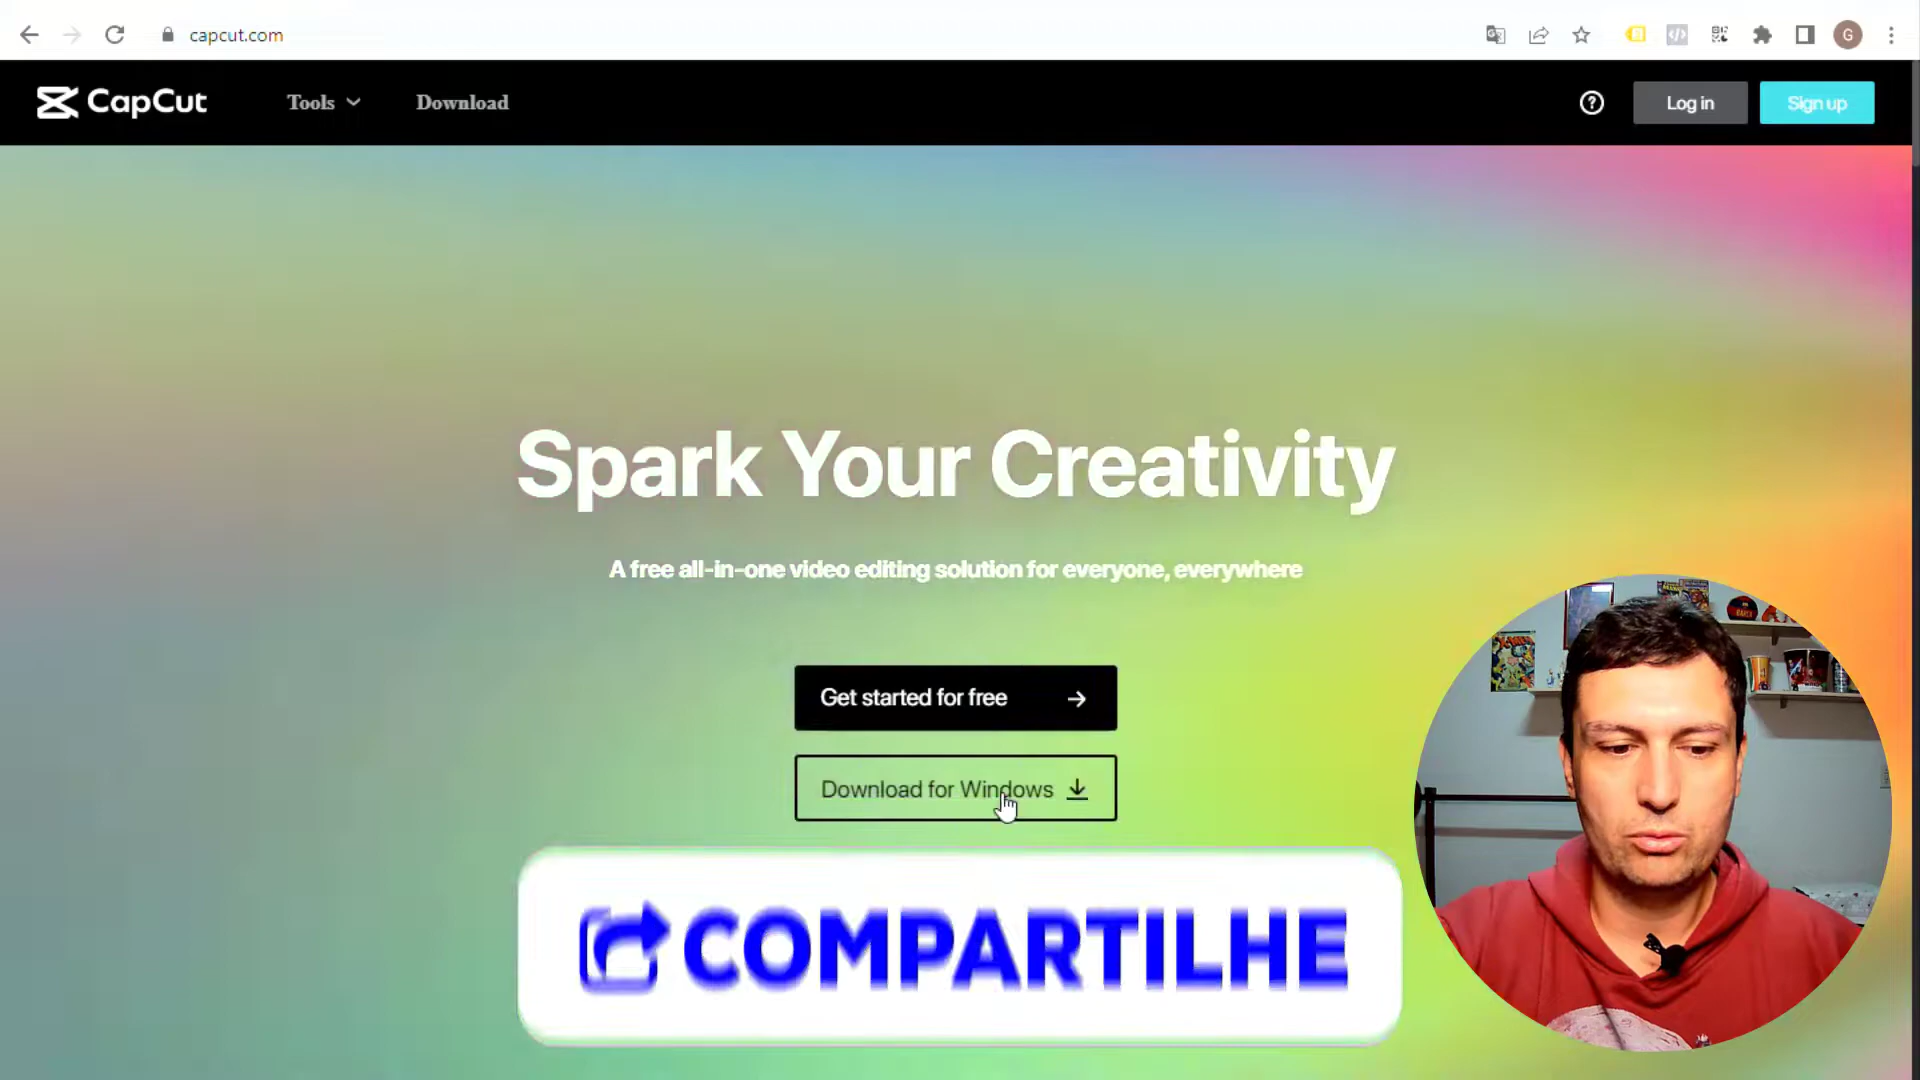 capcut.com
G
CapCut
Tools
Download
?
Log in
Sign up
Spark Your Creativity
A free all-in-one video editing solution for everyone, everywhere
Get started for free
Download for Windows
COMPARTILHE
X-MEN